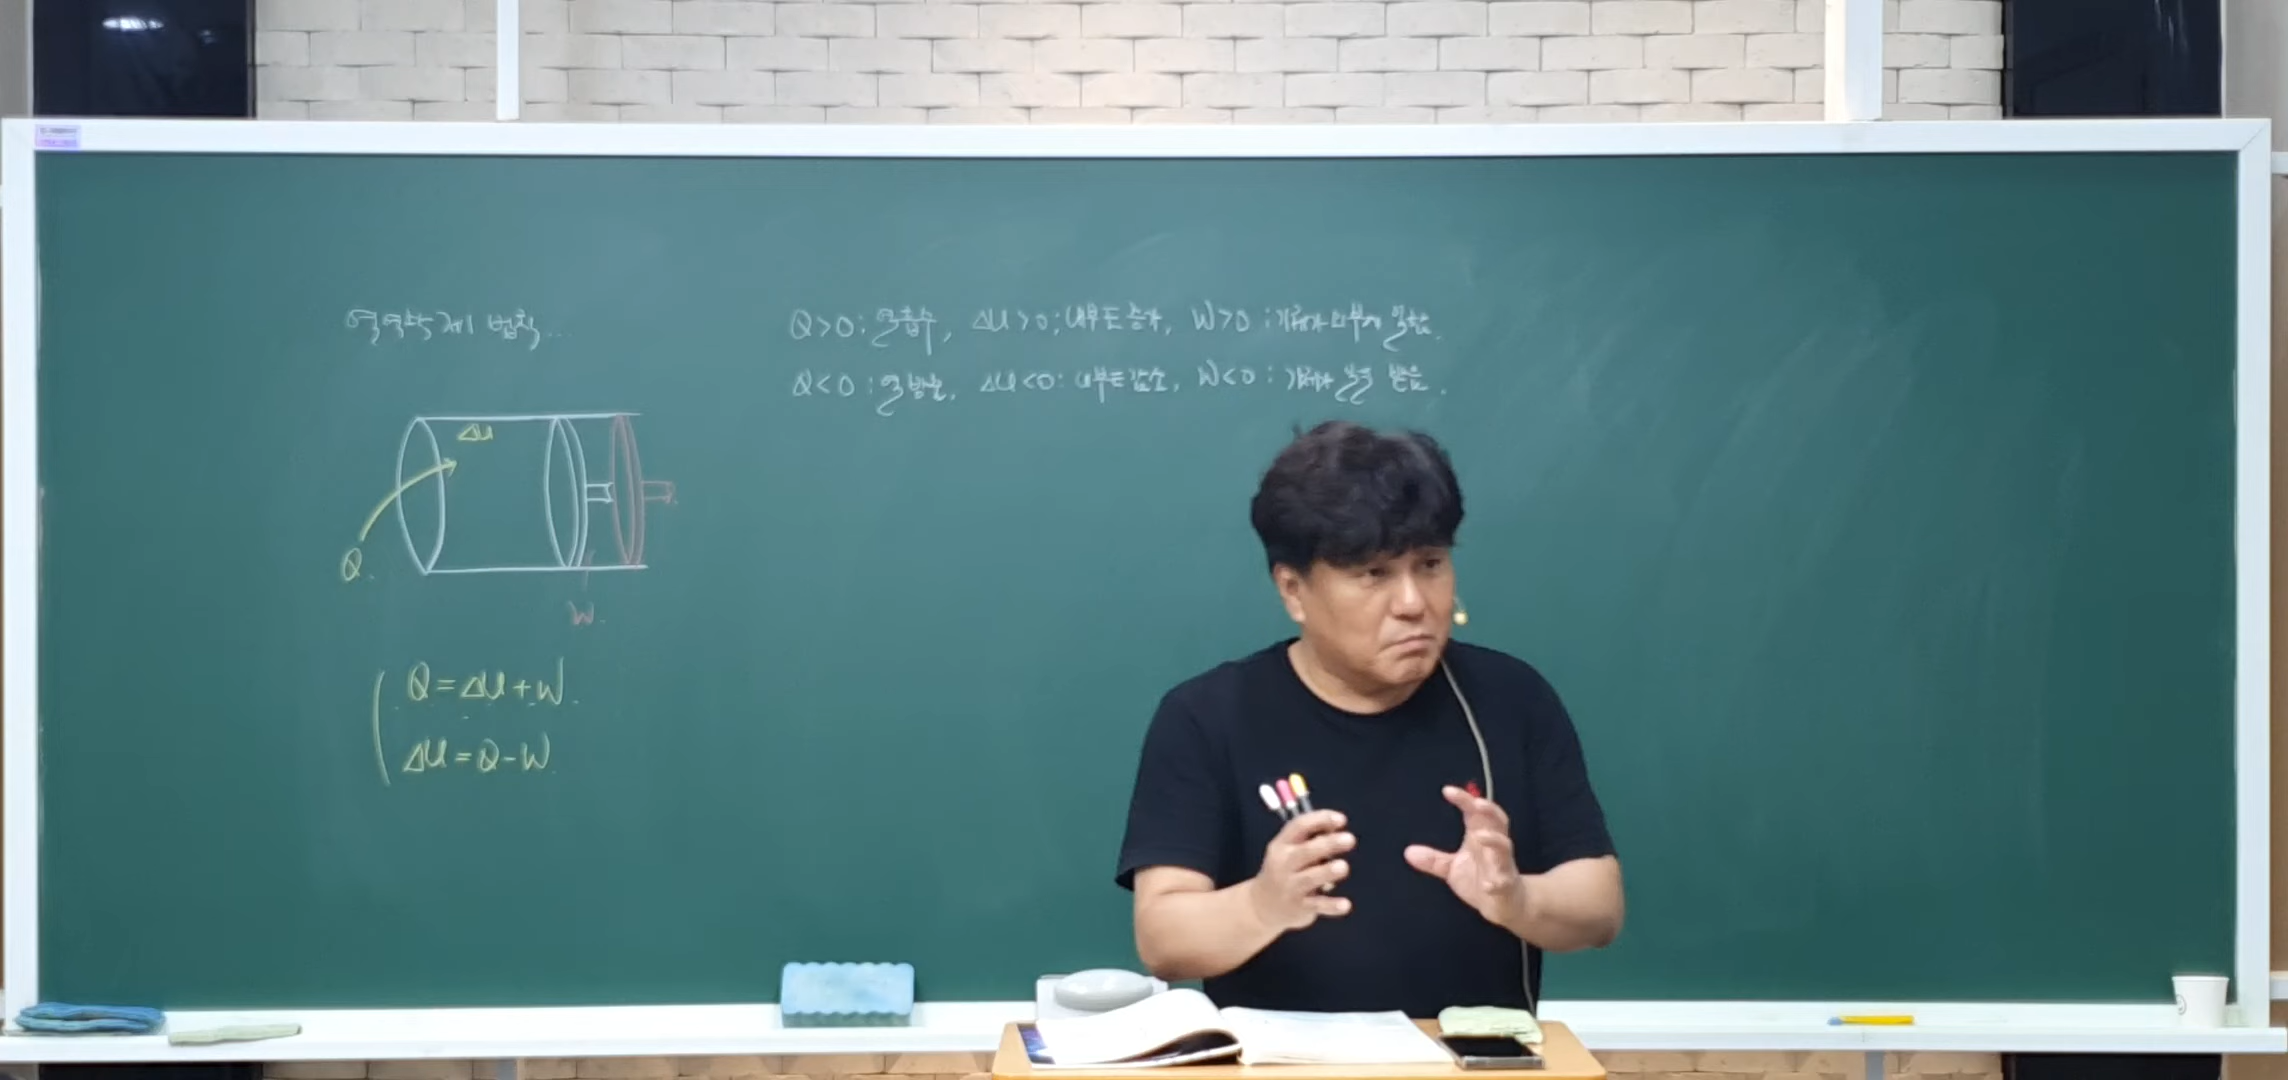 열역학 제1 법칙...
ΔU
Q.
W.
Q=ΔU+W.
ΔU=Q-W.
Q>0: 열흡수, ΔU>0: 내부E증가, W>0: 기체가 외부에 일함.
Q<0: 열방출, ΔU<0: 내부E감소, W<0: 기체가 일을 받음.